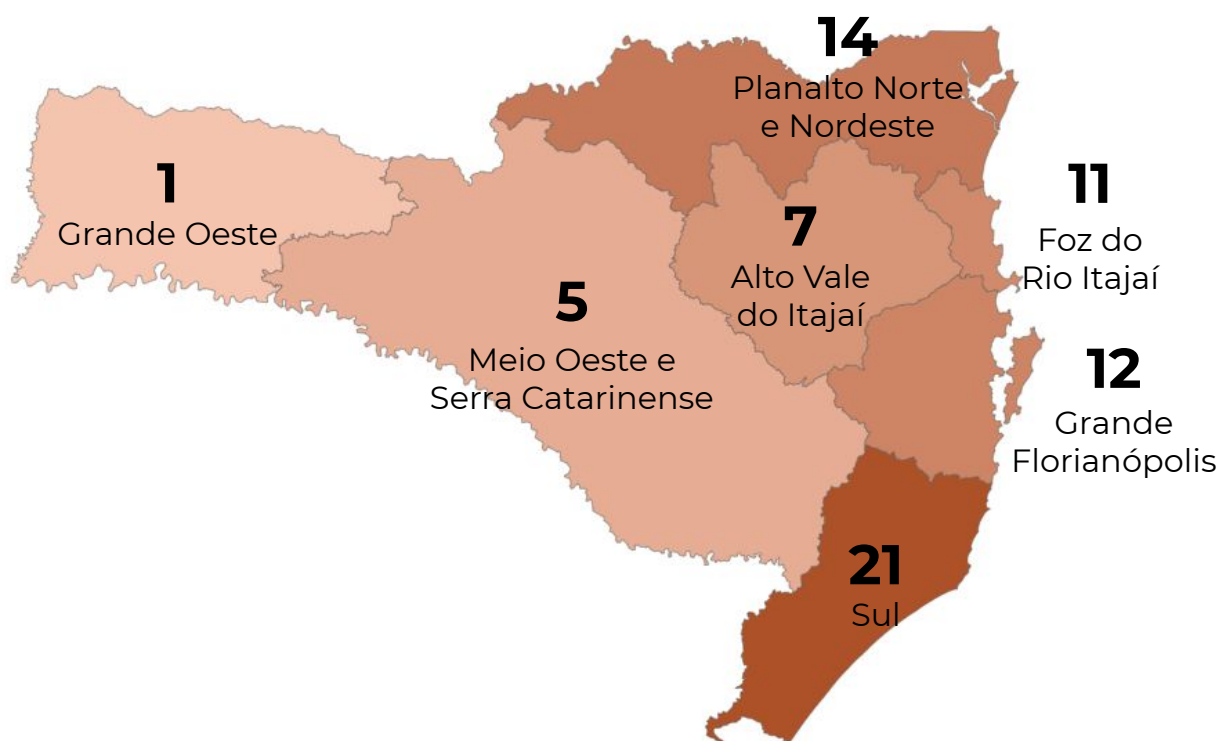 14
Planalto Norte
e Nordeste
1
Grande Oeste
11
Foz do
Rio Itajaí
7
Alto Vale
do Itajaí
5
Meio Oeste e
Serra Catarinense
12
Grande
Florianópolis
21
Sul